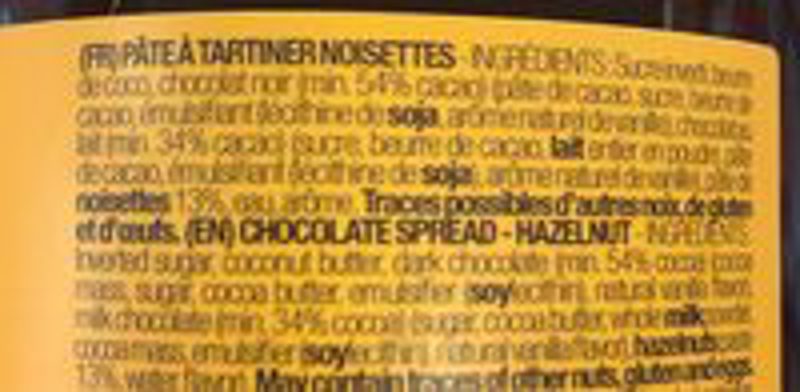 (FR) PÂTE À TARTINER NOISETTES - INGRÉDIENTS: Sucre inverti, beurre
de coco, chocolat noir (min. 54% cacao) (pâte de cacao, sucre, beurre de
cacao, émulsifiant (lécithine de soja), arôme naturel de vanille), chocolat au
lait (min. 34% cacao) (sucre, beurre de cacao, lait entier en poudre, pâte
de cacao, émulsifiant (lécithine de soja), arôme naturel de vanille), pâte de
noisettes 13%, eau, arôme. Traces possibles d'autres noix, de gluten
et d'œufs. (EN) CHOCOLATE SPREAD - HAZELNUT - INGREDIENTS:
Inverted sugar, coconut butter, dark chocolate (min. 54% cocoa) (cocoa
mass, sugar, cocoa butter, emulsifier (soy lecithin), natural vanilla flavor),
milk chocolate (min. 34% cocoa) (sugar, cocoa butter, whole milk powder,
cocoa mass, emulsifier (soy lecithin), natural vanilla flavor), hazelnut
13%, water, flavor. May contain traces of other nuts, gluten and eggs.